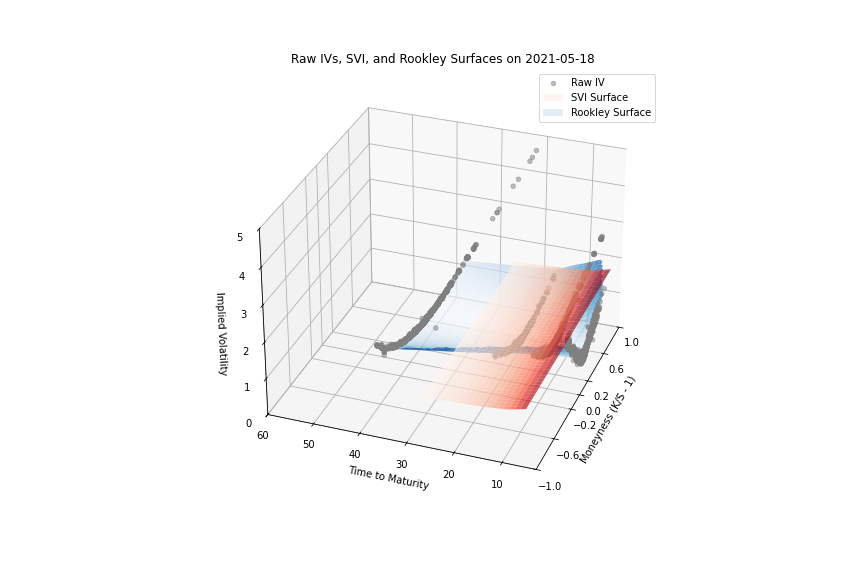 Raw IVs, SVI, and Rookley Surfaces on 2021-05-18
Raw IV
SVI Surface
Rookley Surface
5
4
3
2
1
0
Implied Volatility
60
50
40
30
20
10
Time to Maturity
1.0
0.6
0.2
0.0
−0.2
−0.6
−1.0
Moneyness (K/S - 1)